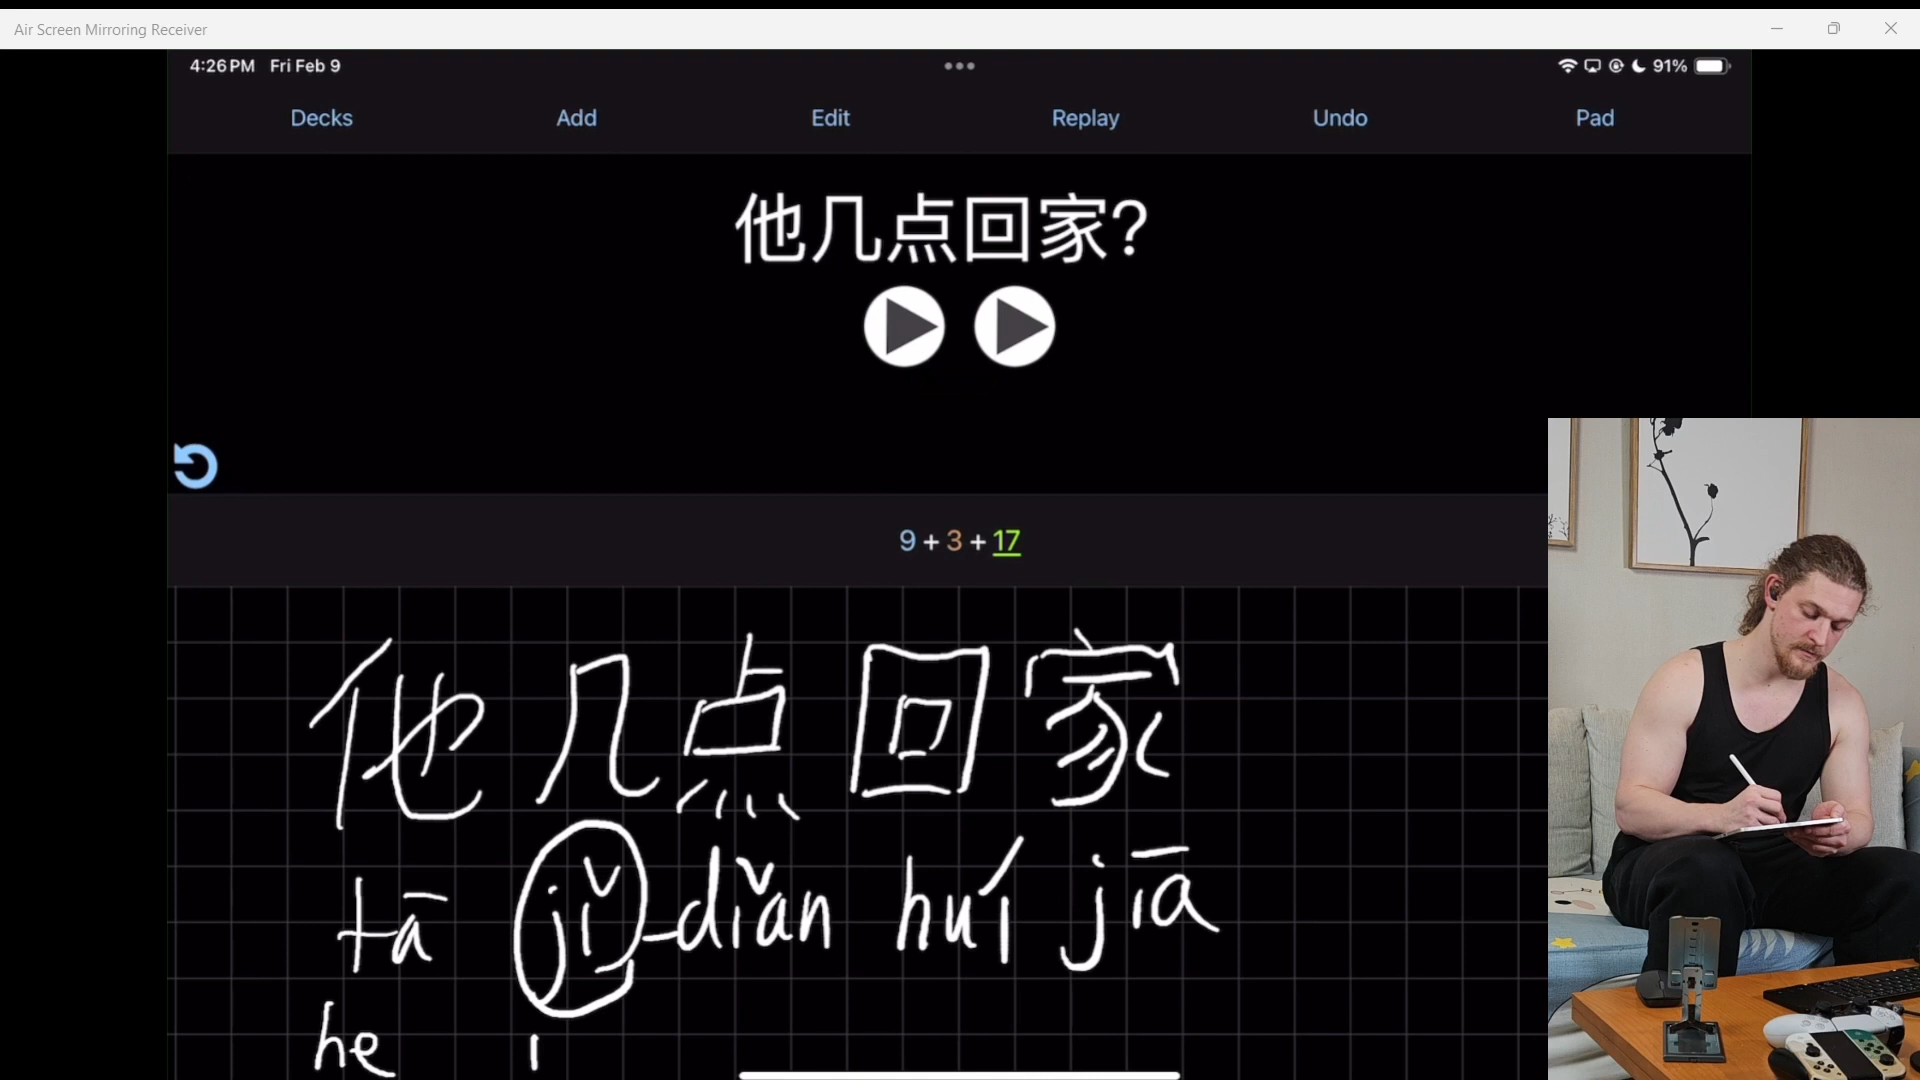 Air Screen Mirroring Receiver
4:26 PM Fri Feb 9
91%
Decks Add Edit Replay Undo Pad
他几点回家?
9 + 3 + 17
他 几 点 回 家
tā jǐ diǎn huí jiā
he